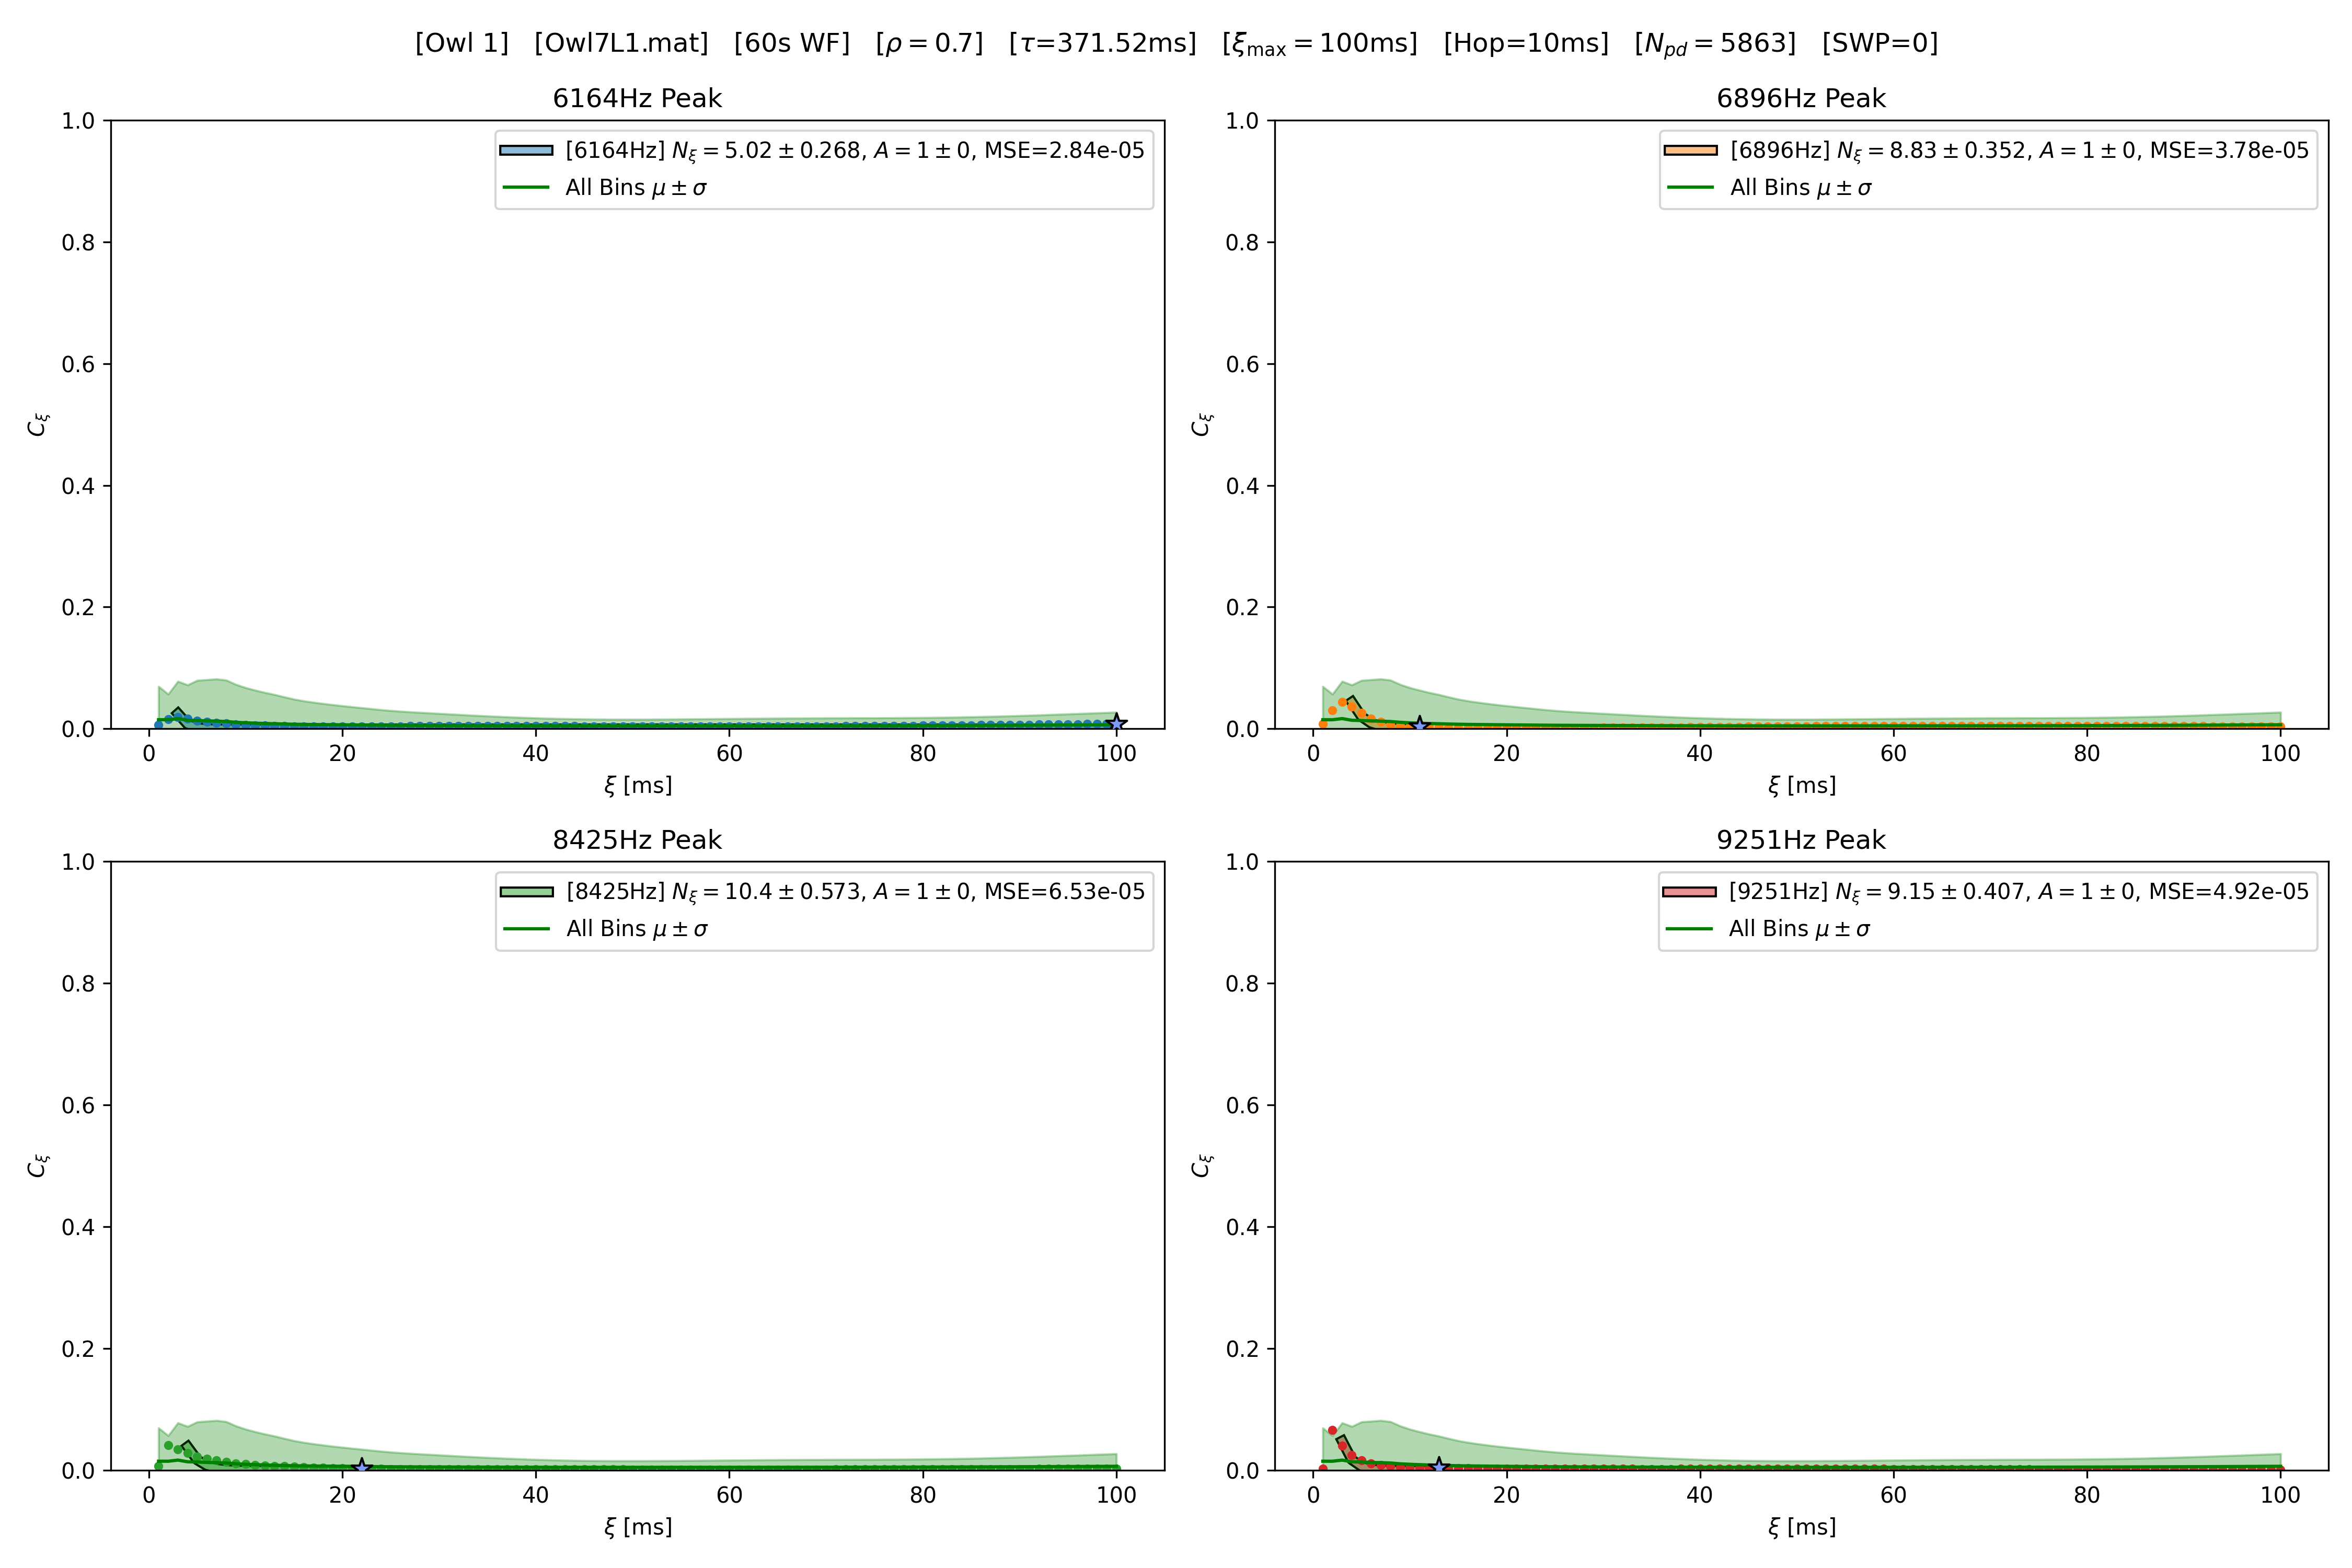 [Owl 1] [Owl7L1.mat] [60s WF] [ρ = 0.7] [τ=371.52ms] [ξmax = 100ms] [Hop=10ms] [Npd = 5863] [SWP=0]
6164Hz Peak
[6164Hz] Nξ = 5.02 ± 0.268, A = 1 ± 0, MSE=2.84e-05
All Bins μ ± σ
1.0
0.8
0.6
0.4
0.2
0.0
Cξ
0 20 40 60 80 100
ξ [ms]
6896Hz Peak
[6896Hz] Nξ = 8.83 ± 0.352, A = 1 ± 0, MSE=3.78e-05
All Bins μ ± σ
1.0
0.8
0.6
0.4
0.2
0.0
Cξ
0 20 40 60 80 100
ξ [ms]
8425Hz Peak
[8425Hz] Nξ = 10.4 ± 0.573, A = 1 ± 0, MSE=6.53e-05
All Bins μ ± σ
1.0
0.8
0.6
0.4
0.2
0.0
Cξ
0 20 40 60 80 100
ξ [ms]
9251Hz Peak
[9251Hz] Nξ = 9.15 ± 0.407, A = 1 ± 0, MSE=4.92e-05
All Bins μ ± σ
1.0
0.8
0.6
0.4
0.2
0.0
Cξ
0 20 40 60 80 100
ξ [ms]